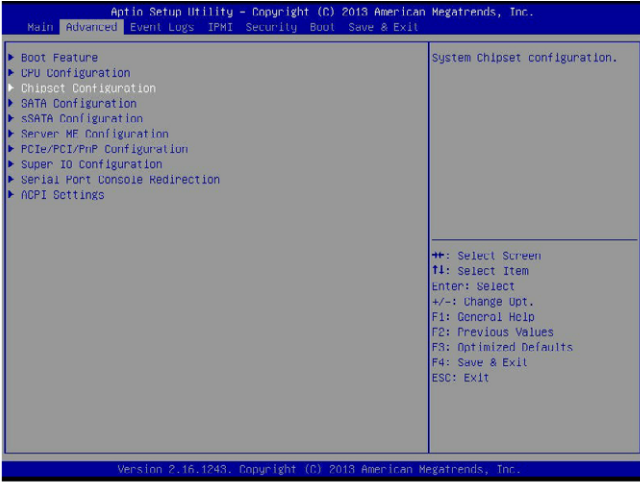 Aptio Setup Utility - Copyright (C) 2013 American Megatrends, Inc.
Main Advanced Event Logs IPMI Security Boot Save & Exit
Boot Feature
CPU Configuration
Chipset Configuration
SATA Configuration
sSATA Configuration
Server ME Configuration
PCIe/PCI/PnP Configuration
Super IO Configuration
Serial Port Console Redirection
ACPI Settings
System Chipset configuration.
→←: Select Screen
↑↓: Select Item
Enter: Select
+/-: Change Opt.
F1: General Help
F2: Previous Values
F3: Optimized Defaults
F4: Save & Exit
ESC: Exit
Version 2.16.1243. Copyright (C) 2013 American Megatrends, Inc.